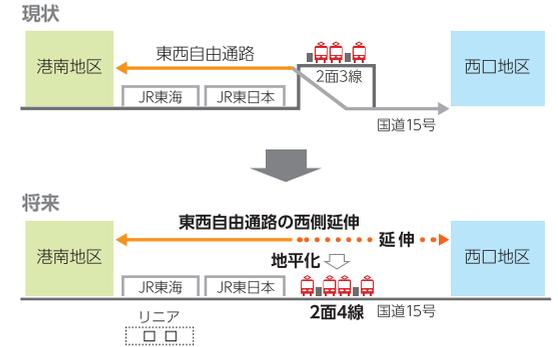 現状
港南地区
東西自由通路
2面3線
西口地区
JR東海
JR東日本
国道15号
将来
東西自由通路の西側延伸
港南地区
延伸
西口地区
地平化
JR東海
JR東日本
2面4線
国道15号
リニア